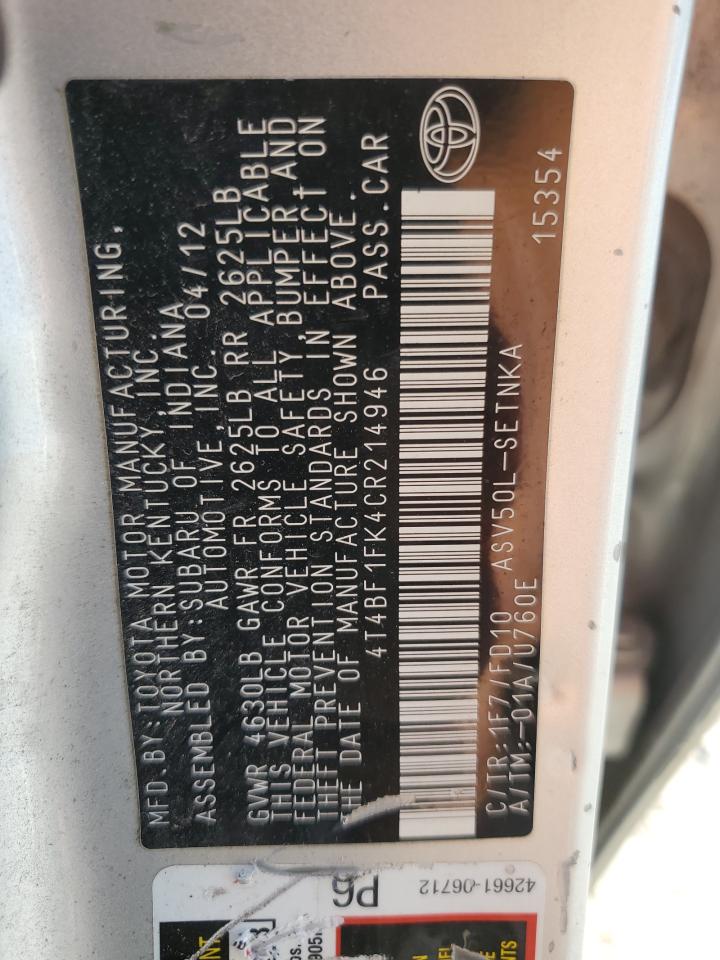 MFD.BY:TOYOTA MOTOR MANUFACTURING,
NORTHERN KENTUCKY, INC.
ASSEMBLED BY:SUBARU OF INDIANA
AUTOMOTIVE,INC. 04/12
GVWR 4630LB GAWR FR 2625LB RR 2625LB
THIS VEHICLE CONFORMS TO ALL APPLICABLE
FEDERAL MOTOR VEHICLE SAFETY,BUMPER,AND
THEFT PREVENTION STANDARDS IN EFFECT ON
THE DATE OF MANUFACTURE SHOWN ABOVE.
4T4BF1FK4CR214946 PASS.CAR
C/TR:1F7/FD10 ASV50L-SETNKA 15354
A/TM:-01A/U760E
42661-06712
P6